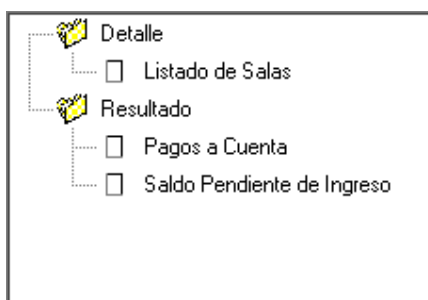 Detalle
Listado de Salas
Resultado
Pagos a Cuenta
Saldo Pendiente de Ingreso